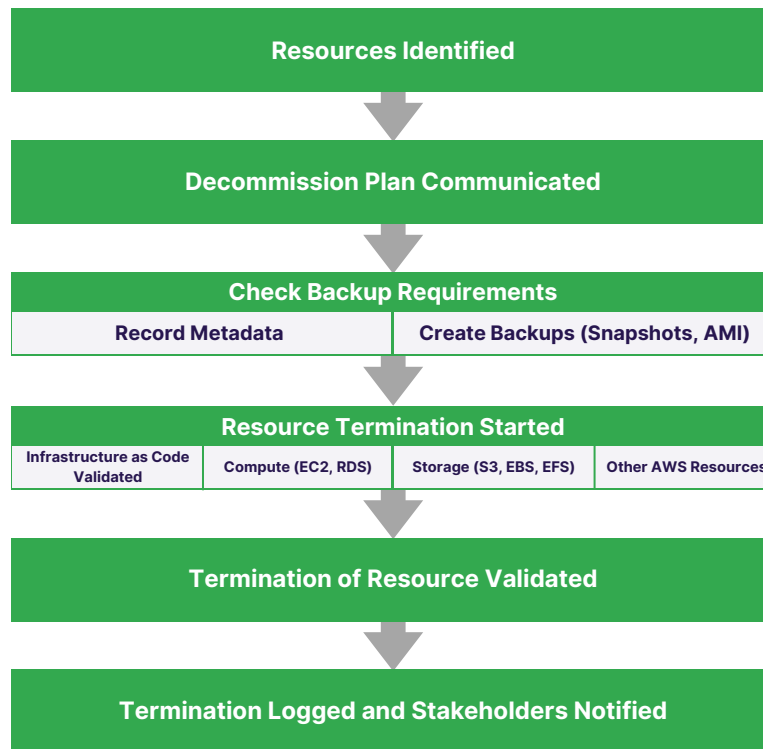 Resources Identified
Decommission Plan Communicated
Check Backup Requirements
Record Metadata
Create Backups (Snapshots, AMI)
Resource Termination Started
Infrastructure as Code
Validated
Compute (EC2, RDS)
Storage (S3, EBS, EFS)
Other AWS Resources
Termination of Resource Validated
Termination Logged and Stakeholders Notified